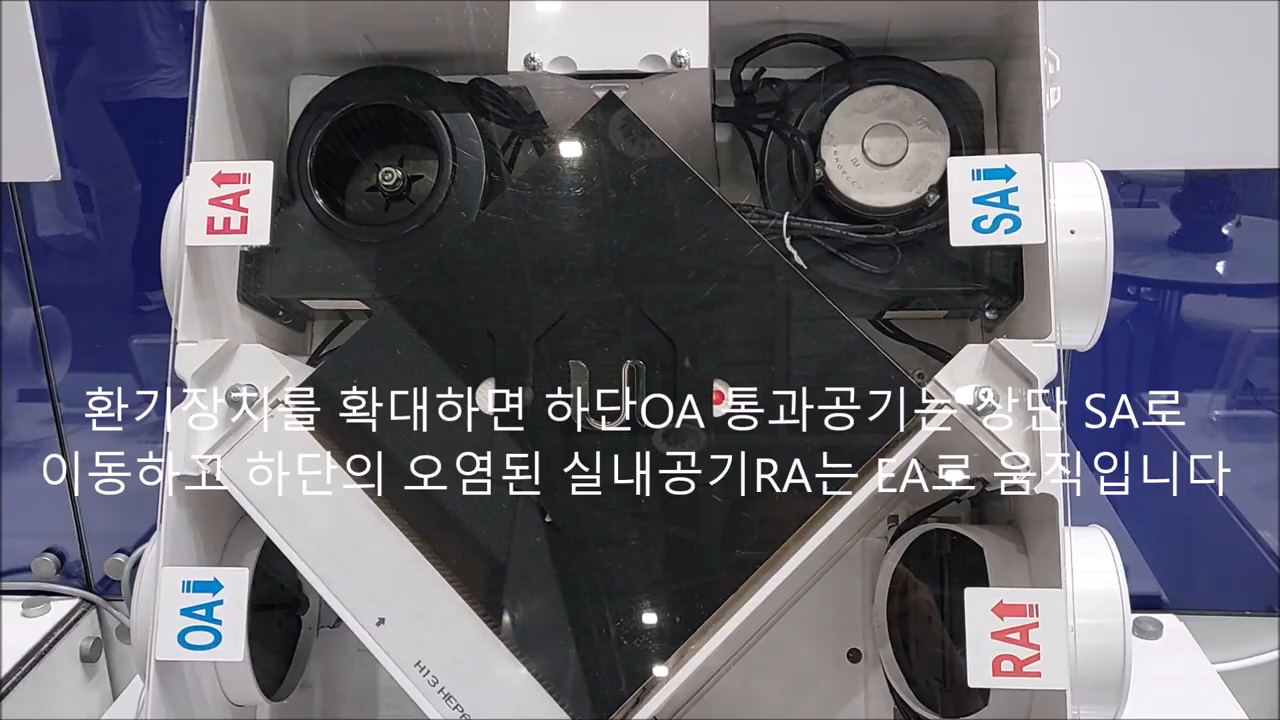 EA
SA
환기장치를 확대하면 하단OA 통과공기는 상단 SA로
이동하고 하단의 오염된 실내공기RA는 EA로 움직입니다
OA
RA
H13 HEPA